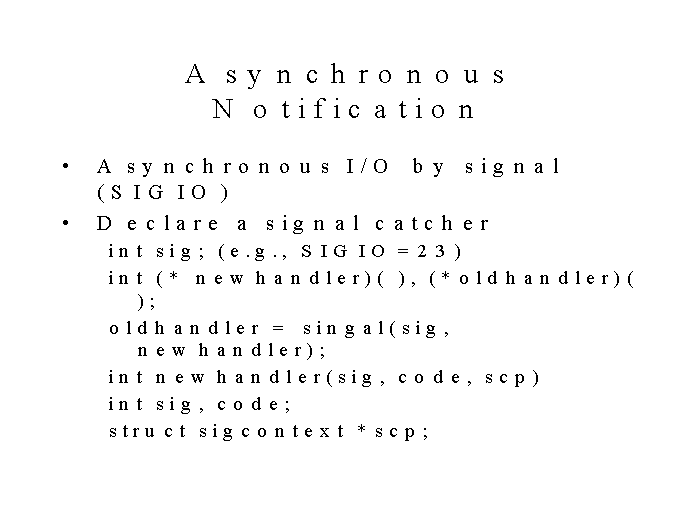 Asynchronous
Notification
• Asynchronous I/O by signal
(SIGIO)
• Declare a signal catcher
int sig; (e.g., SIGIO=23)
int (* newhandler)( ), (*oldhandler)(
);
oldhandler = singal(sig,
newhandler);
int newhandler(sig, code, scp)
int sig, code;
struct sigcontext *scp;